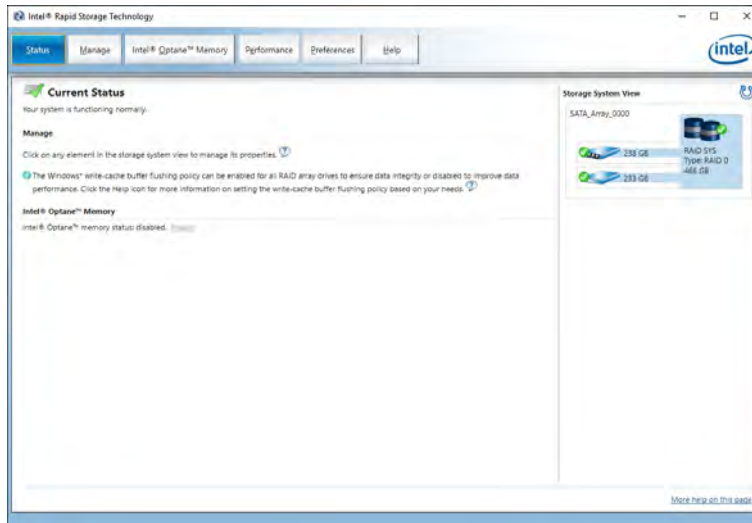 Intel® Rapid Storage Technology
Status
Manage
Intel® Optane™ Memory
Performance
Preferences
Help
intel.
Current Status
Your system is functioning normally.
Manage
Click on any element in the storage system view to manage its properties.
The Windows* write-cache buffer flushing policy can be enabled for all RAID array drives to ensure data integrity or disabled to improve data
performance. Click the Help icon for more information on setting the write-cache buffer flushing policy based on your needs.
Intel® Optane™ Memory
Intel® Optane™ memory status: disabled.
Storage System View
SATA_Array_0000
238 GB
233 GB
RAID SYS
Type: RAID 0
466 GB
More help on this page